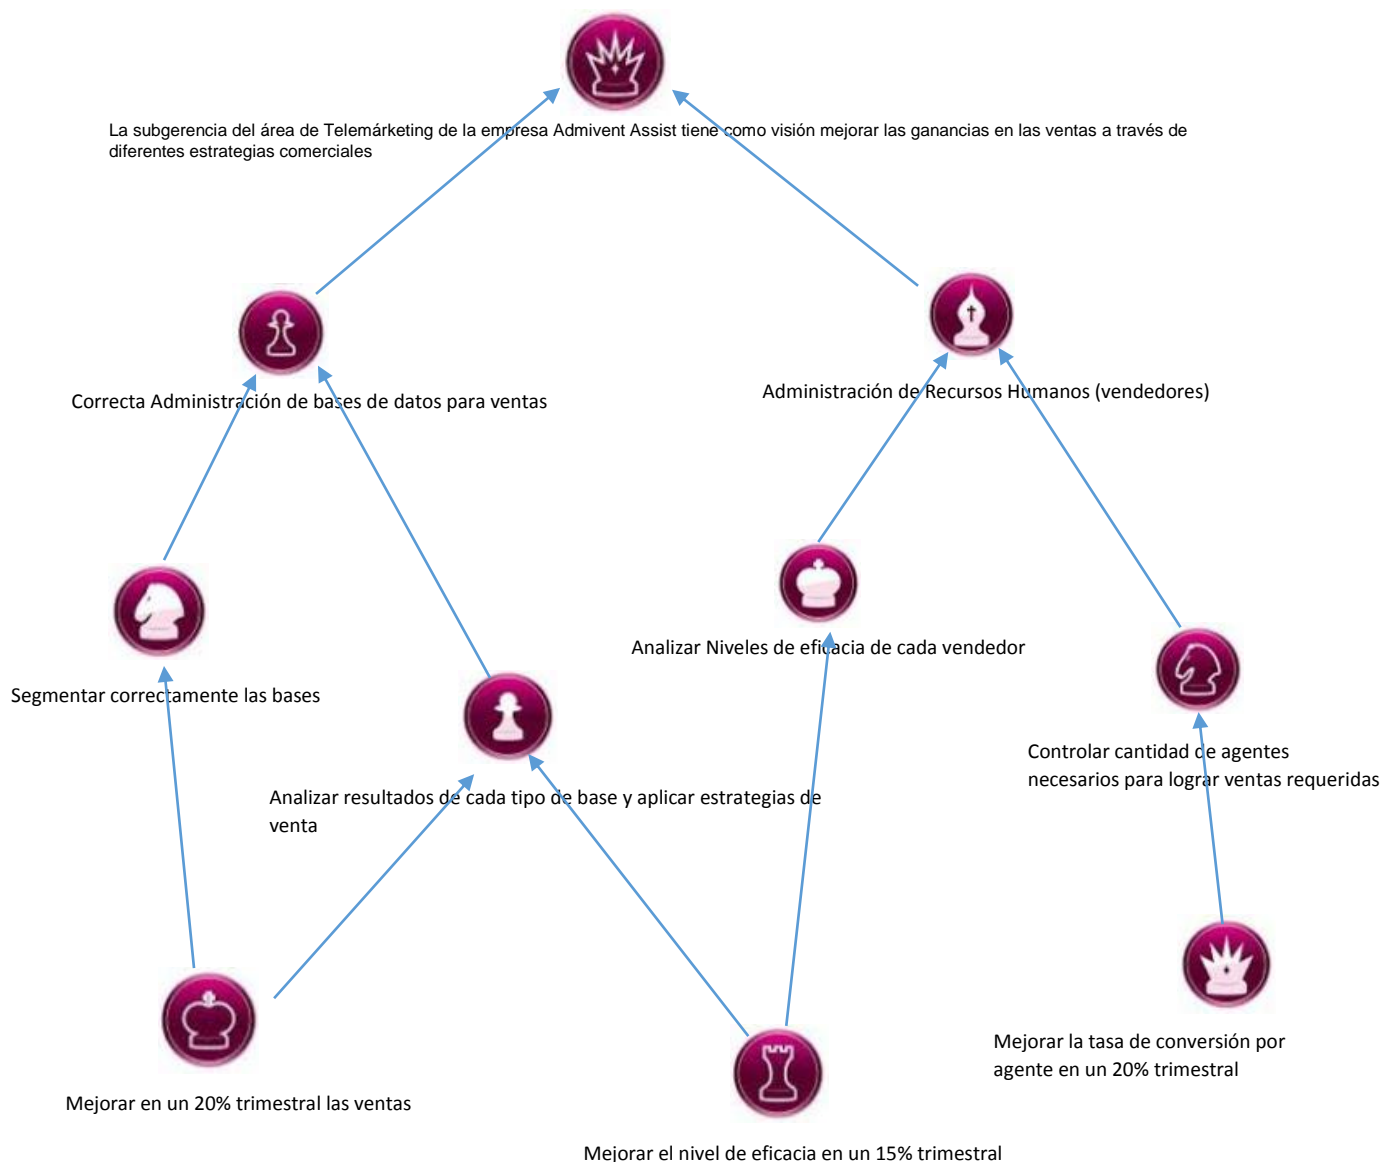 La subgerencia del área de Telemárketing de la empresa Admivent Assist tiene como visión mejorar las ganancias en las ventas a través de
diferentes estrategias comerciales
Correcta Administración de bases de datos para ventas
Administración de Recursos Humanos (vendedores)
Analizar Niveles de eficacia de cada vendedor
Segmentar correctamente las bases
Controlar cantidad de agentes
necesarios para lograr ventas requeridas
Analizar resultados de cada tipo de base y aplicar estrategias de
venta
Mejorar la tasa de conversión por
agente en un 20% trimestral
Mejorar en un 20% trimestral las ventas
Mejorar el nivel de eficacia en un 15% trimestral